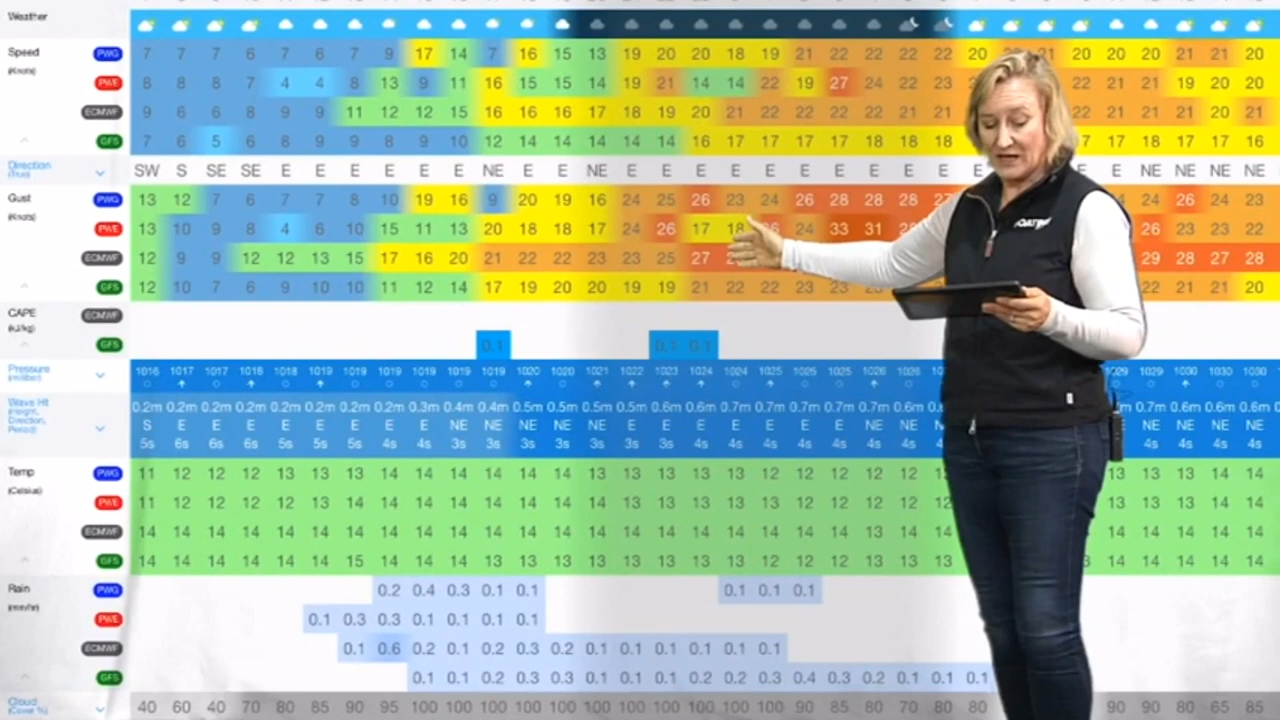 Weather
Speed (Knots)
PWG 7 7 7 6 7 7 7 9 17 14 7 16 15 13 19 20 20 18 19 21 22 22 22 22 20 20 20 20 21 21 20
PWE 8 8 8 7 4 4 8 13 9 11 16 15 15 14 19 21 14 14 22 19 27 24 22 23 22 21 21 19 20 20
ECMWF 9 6 6 8 9 9 11 12 12 15 16 16 16 17 18 19 20 21 22 22 22 22 21 21 21 21 20 21
GFS 7 6 5 6 8 9 8 8 9 10 12 14 14 14 14 14 16 17 17 17 17 18 18 18 17 18 17 17 16
Direction (True) SW S SE SE E E E E E E NE E E NE E E E E E E E E E E E E NE NE NE NE
Gust (Knots)
PWG 13 12 7 6 7 7 8 10 19 16 9 20 19 16 24 25 26 23 24 26 28 28 28 27 24 24 26 24 23
PWE 13 10 9 8 4 6 10 15 11 13 20 18 18 17 24 26 17 18 24 33 31 26 23 23 22
ECMWF 12 9 9 12 12 13 15 17 16 20 21 22 22 23 23 25 27 29 28 27 28
GFS 12 10 7 6 9 10 10 11 12 14 17 19 20 20 19 19 21 22 22 23 23 22 21 21 20
CAPE (kJ/kg) ECMWF
GFS 0.1 0.1 0.1
Pressure (millibar) 1016 1017 1017 1018 1018 1019 1019 1019 1019 1019 1019 1020 1020 1021 1022 1023 1024 1024 1025 1025 1025 1026 1026 1029 1029 1030 1030 1030
Wave Ht (Height, Direction, Period) 0.2m 0.2m 0.2m 0.2m 0.2m 0.2m 0.2m 0.2m 0.3m 0.4m 0.4m 0.5m 0.5m 0.5m 0.5m 0.6m 0.6m 0.7m 0.7m 0.7m 0.7m 0.7m 0.6m 0.7m 0.6m 0.6m
S E E E E E E E E NE NE NE NE NE E E E E E E E NE NE NE NE NE NE
5s 6s 6s 6s 5s 5s 5s 4s 4s 3s 3s 3s 3s 3s 3s 3s 4s 4s 4s 4s 4s 4s 4s 4s 4s 4s 4s
Temp (Celsius)
PWG 11 12 12 12 13 13 13 14 14 14 14 14 14 13 13 13 13 13 12 12 12 12 12 13 13 13 13 14 14
PWE 11 12 12 12 12 13 13 14 14 14 14 14 14 14 13 13 13 13 13 12 12 12 12 12 13 13 13 14 14
ECMWF 14 14 14 14 14 14 14 14 14 14 14 14 14 14 14 14 14 14 14 14 14 13 14 14 14 14 14 14 14
GFS 14 14 14 14 14 14 15 14 14 14 13 13 13 13 13 13 13 13 12 12 12 13 13 13 14 14 14 14 14
Rain (mm/hr)
PWG 0.2 0.4 0.3 0.1 0.1 0.1 0.1 0.1
PWE 0.1 0.3 0.3 0.1 0.1 0.1 0.1
ECMWF 0.1 0.6 0.2 0.1 0.2 0.3 0.2 0.1 0.1 0.1 0.1 0.1 0.1
GFS 0.1 0.1 0.2 0.3 0.3 0.1 0.1 0.1 0.2 0.2 0.3 0.4 0.3 0.2 0.1 0.1 0.1
Cloud (Cover %) 40 60 40 70 80 85 90 95 100 100 100 100 100 100 100 100 100 100 100 85 80 80 70 80 80 90 90 80 65 85